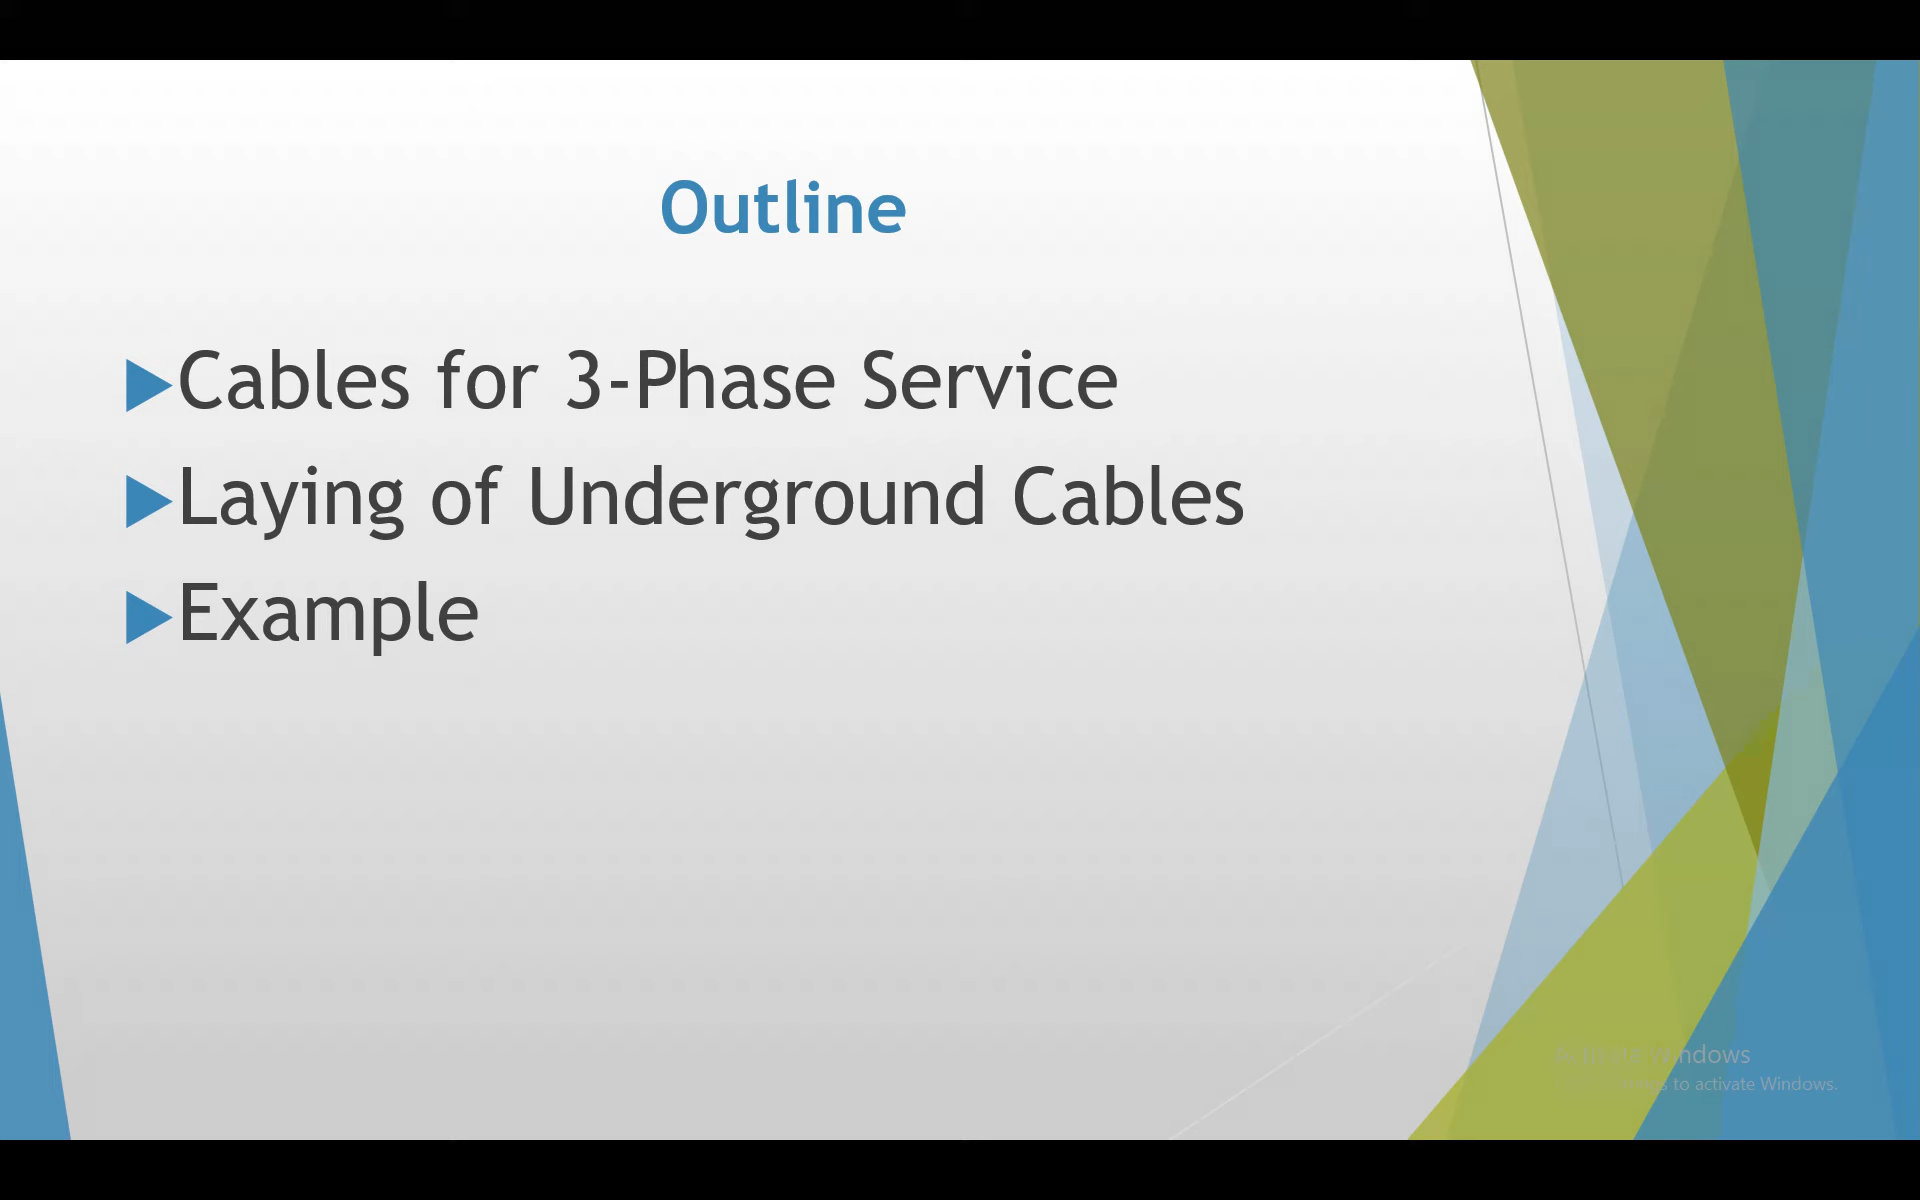 Outline
Cables for 3-Phase Service
Laying of Underground Cables
Example
Activate Windows
to activate Windows.